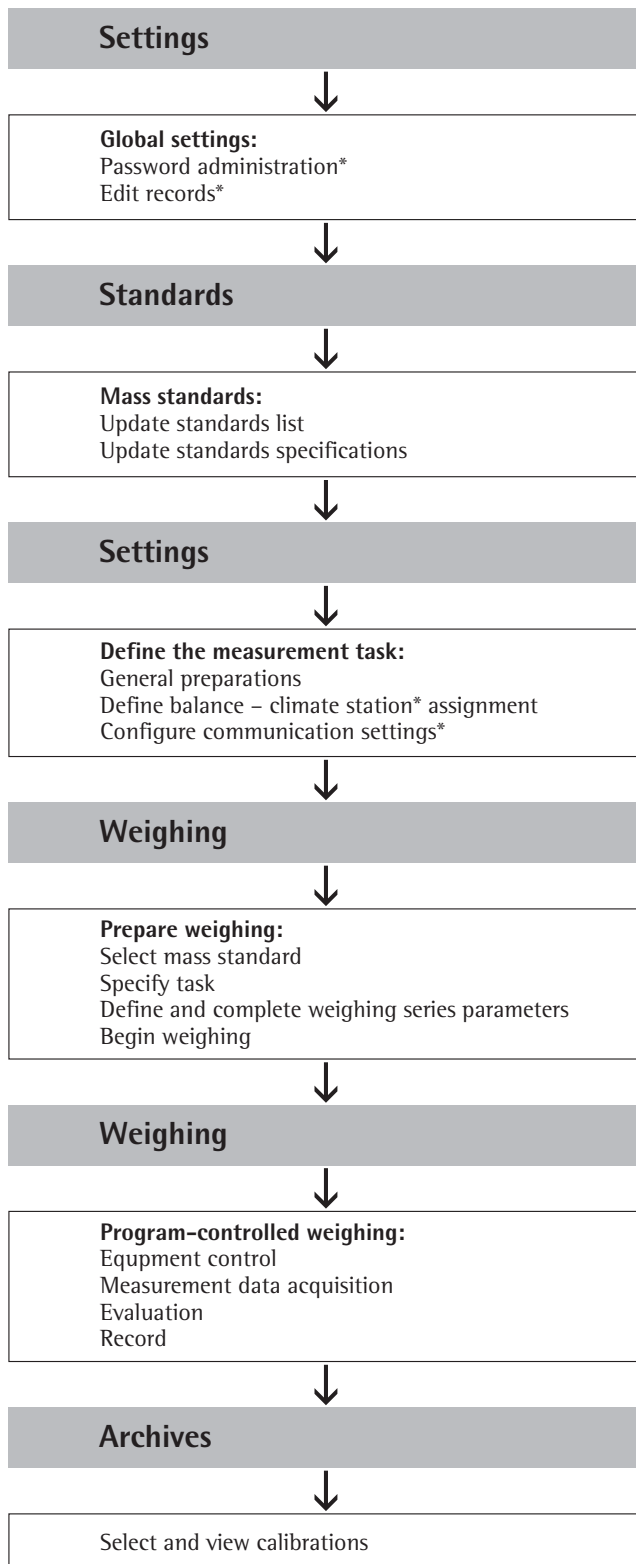 Settings
Global settings:
Password administration*
Edit records*
Standards
Mass standards:
Update standards list
Update standards specifications
Settings
Define the measurement task:
General preparations
Define balance – climate station* assignment
Configure communication settings*
Weighing
Prepare weighing:
Select mass standard
Specify task
Define and complete weighing series parameters
Begin weighing
Weighing
Program-controlled weighing:
Equpment control
Measurement data acquisition
Evaluation
Record
Archives
Select and view calibrations